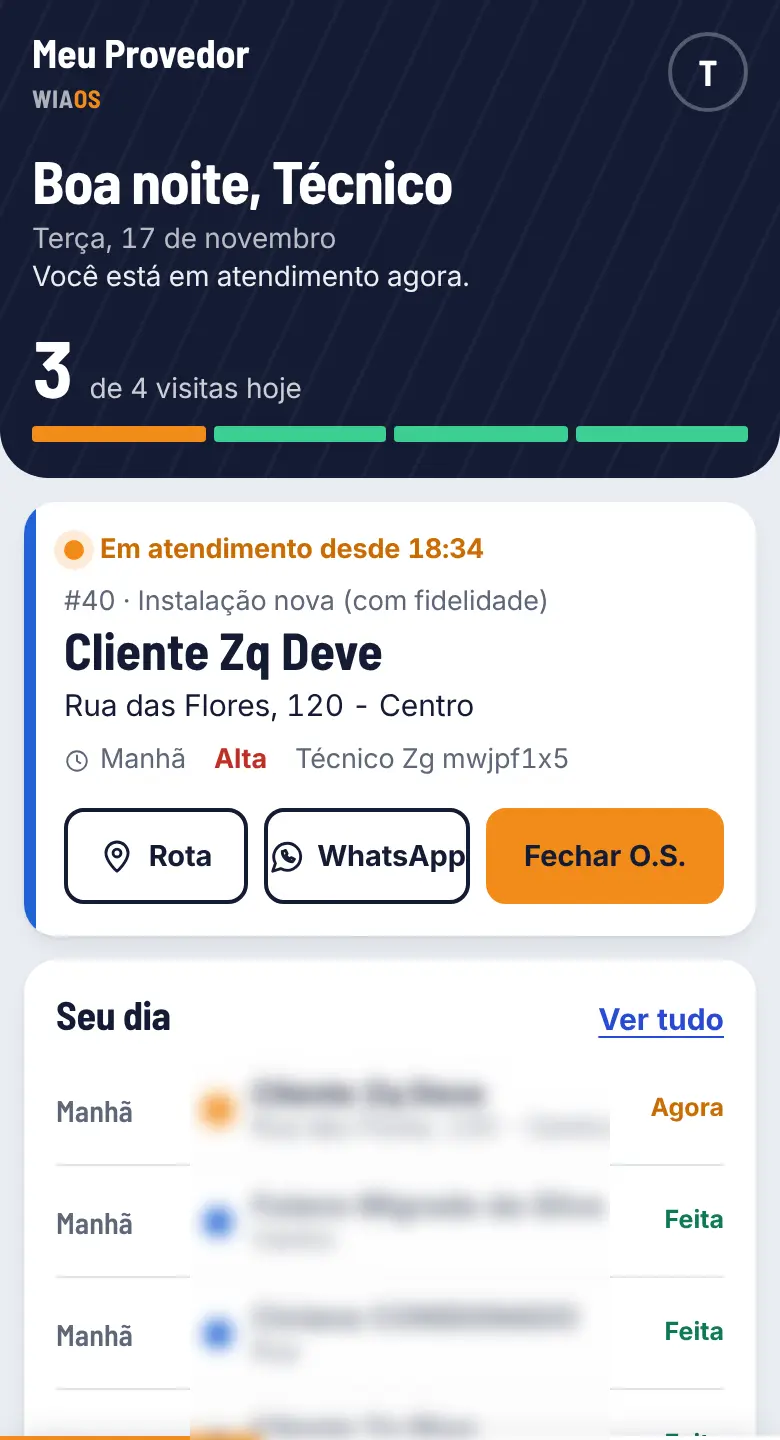 Meu Provedor
T
WIAOS
Boa noite, Técnico
Terça, 17 de novembro
Você está em atendimento agora.
3 de 4 visitas hoje
Em atendimento desde 18:34
#40 · Instalação nova (com fidelidade)
Cliente Zq Deve
Rua das Flores, 120 - Centro
Manhã Alta Técnico Zg mwjpf1x5
Rota WhatsApp Fechar O.S.
Seu dia Ver tudo
Manhã Agora
Manhã Feita
Manhã Feita